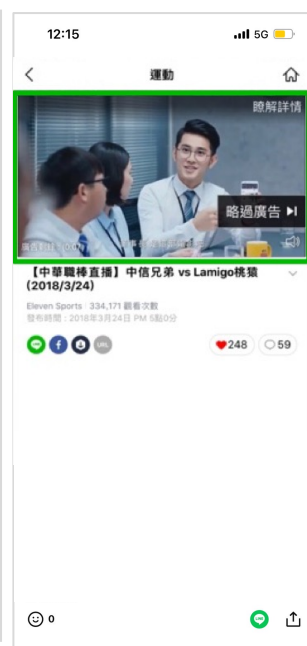 12:15
5G
運動
瞭解詳情
略過廣告
【中華職棒直播】中信兄弟 vs Lamigo桃猿
(2018/3/24)
Eleven Sports 334,171 觀看次數
發布時間：2018年3月24日 PM 5點0分
URL
248
59
0